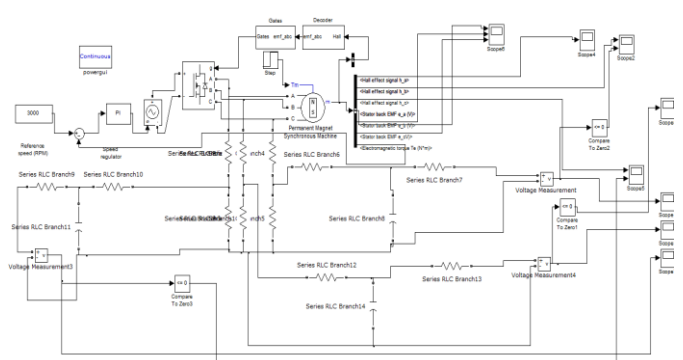 Gates
Decoder
Continuous
powergui
Gates emf_abc
emf_abc Hall
Scope6
Scope4
Scope2
Step
g
A
B
C
Tm
m
A
B
C
N
S
Permanent Magnet
Synchronous Machine
<Hall effect signal h_a>
<Hall effect signal h_b>
<Hall effect signal h_c>
<Stator back EMF e_a (V)>
<Stator back EMF e_b (V)>
<Electromagnetic torque Te (N*m)>
3000
Reference
speed (RPM)
PI
Speed
regulator
<= 0
Compare
To Zero2
Scope5
Series RLC Branch6
Series RLC Branch7
Voltage Measurement
Series RLC Branch9
Series RLC Branch10
Series RLC Branch11
Series RLC Branch8
<= 0
Compare
To Zero1
Voltage Measurement3
Series RLC Branch12
Series RLC Branch13
Voltage Measurement4
<= 0
Compare
To Zero3
Series RLC Branch14